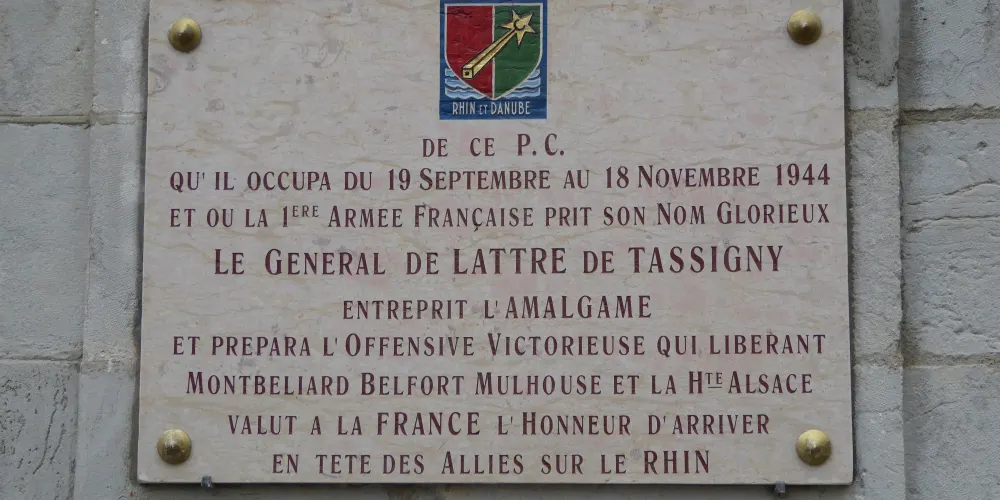 RHIN ET DANUBE
DE CE P.C.
QU'IL OCCUPA DU 19 SEPTEMBRE AU 18 NOVEMBRE 1944
ET OU LA 1ERE ARMEE FRANÇAISE PRIT SON NOM GLORIEUX
LE GENERAL DE LATTRE DE TASSIGNY
ENTREPRIT L'AMALGAME
ET PREPARA L'OFFENSIVE VICTORIEUSE QUI LIBERANT
MONTBELIARD BELFORT MULHOUSE ET LA HTE ALSACE
VALUT A LA FRANCE L'HONNEUR D'ARRIVER
EN TETE DES ALLIES SUR LE RHIN